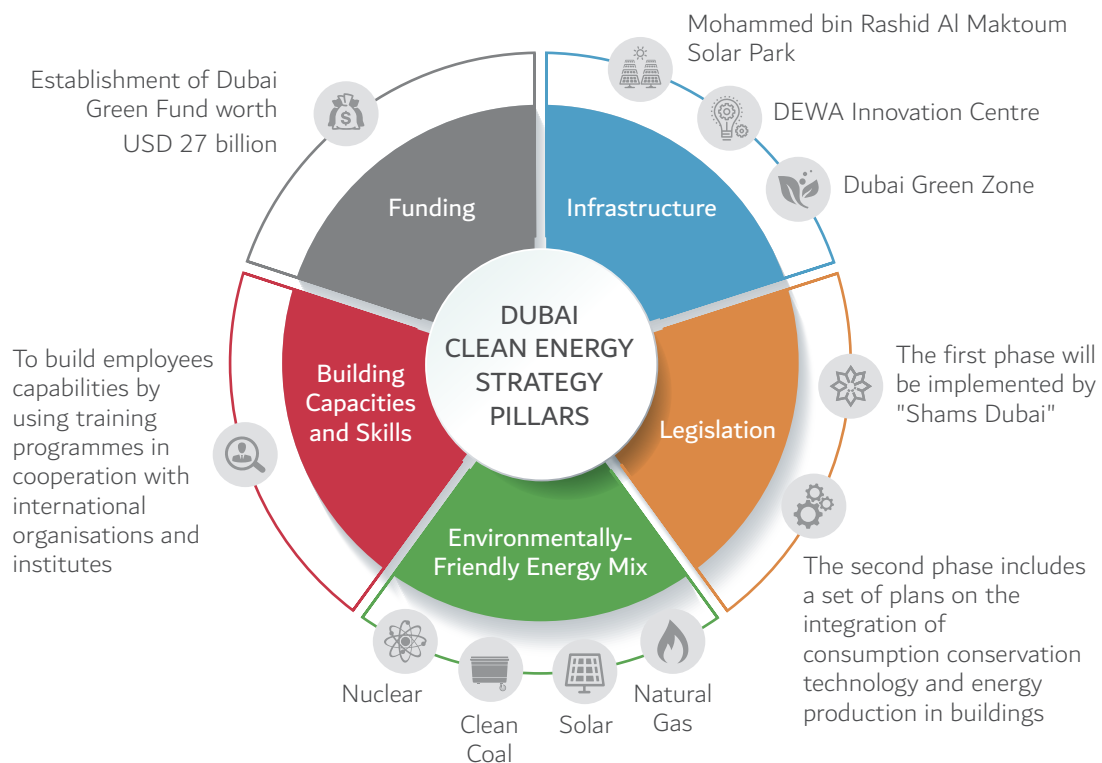 Mohammed bin Rashid Al Maktoum
Solar Park
DEWA Innovation Centre
Dubai Green Zone
Establishment of Dubai
Green Fund worth
USD 27 billion
Funding
Infrastructure
DUBAI
CLEAN ENERGY
STRATEGY
PILLARS
Building
Capacities
and Skills
Legislation
Environmentally-
Friendly Energy Mix
To build employees
capabilities by
using training
programmes in
cooperation with
international
organisations and
institutes
The first phase will
be implemented by
"Shams Dubai"
The second phase includes
a set of plans on the
integration of
consumption conservation
technology and energy
production in buildings
Nuclear
Clean
Coal
Solar
Natural
Gas
$